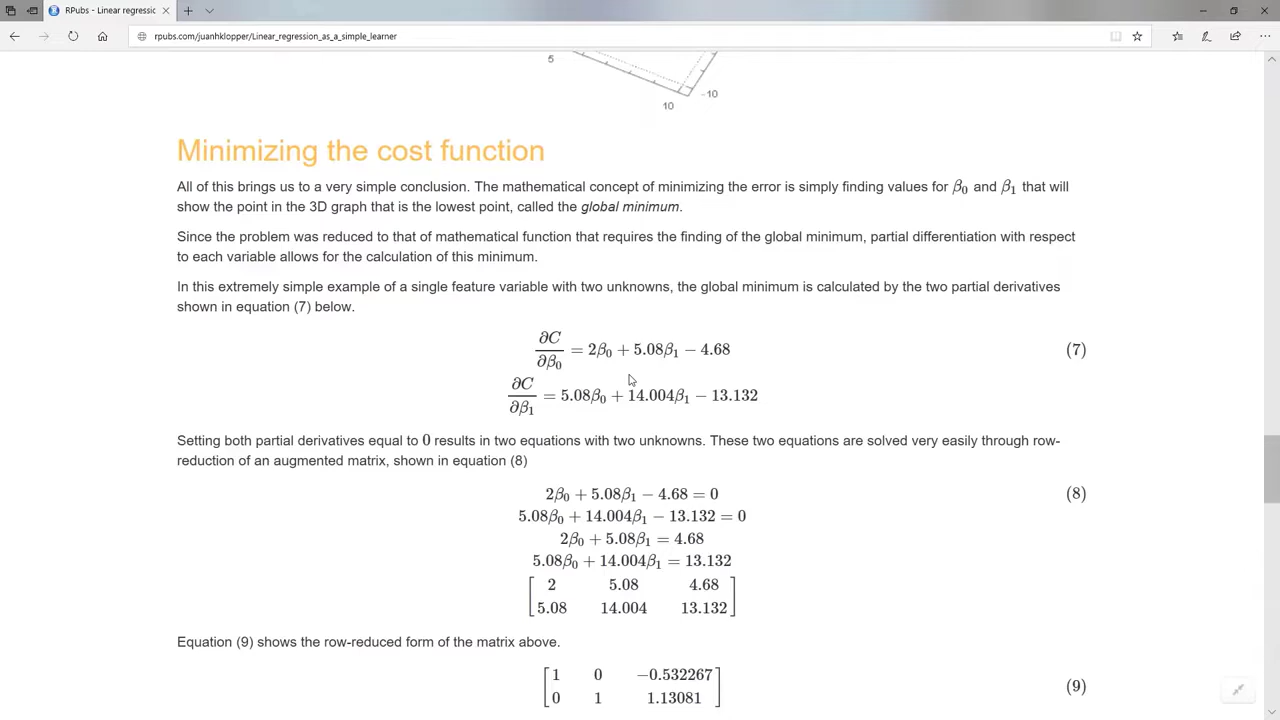 RPubs - Linear regressic
rpubs.com/juanhklopper/Linear_regression_as_a_simple_learner
5
10
-10
Minimizing the cost function
All of this brings us to a very simple conclusion. The mathematical concept of minimizing the error is simply finding values for β₀ and β₁ that will
show the point in the 3D graph that is the lowest point, called the global minimum.
Since the problem was reduced to that of mathematical function that requires the finding of the global minimum, partial differentiation with respect
to each variable allows for the calculation of this minimum.
In this extremely simple example of a single feature variable with two unknowns, the global minimum is calculated by the two partial derivatives
shown in equation (7) below.
∂C/∂β₀ = 2β₀ + 5.08β₁ − 4.68 (7)
∂C/∂β₁ = 5.08β₀ + 14.004β₁ − 13.132
Setting both partial derivatives equal to 0 results in two equations with two unknowns. These two equations are solved very easily through row-
reduction of an augmented matrix, shown in equation (8)
2β₀ + 5.08β₁ − 4.68 = 0 (8)
5.08β₀ + 14.004β₁ − 13.132 = 0
2β₀ + 5.08β₁ = 4.68
5.08β₀ + 14.004β₁ = 13.132
2 5.08 4.68
5.08 14.004 13.132
Equation (9) shows the row-reduced form of the matrix above.
1 0 −0.532267
0 1 1.13081
(9)